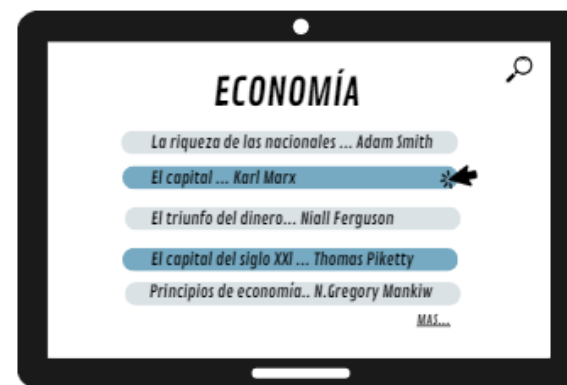 ECONOMÍA
La riqueza de las nacionales ... Adam Smith
El capital ... Karl Marx
El triunfo del dinero... Niall Ferguson
El capital del siglo XXI ... Thomas Piketty
Principios de economía.. N.Gregory Mankiw
MAS...